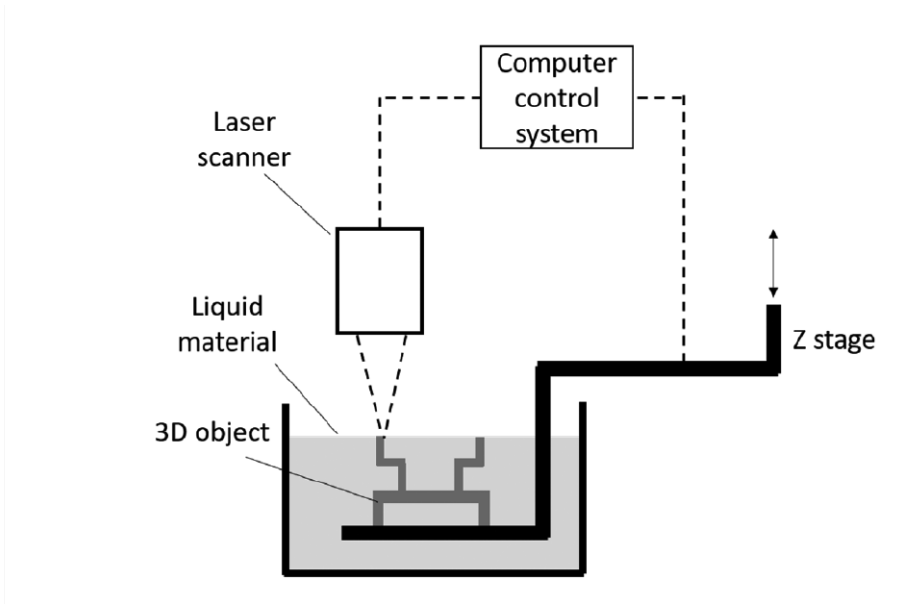 Computer
control
system
Laser
scanner
Liquid
material
Z stage
3D object